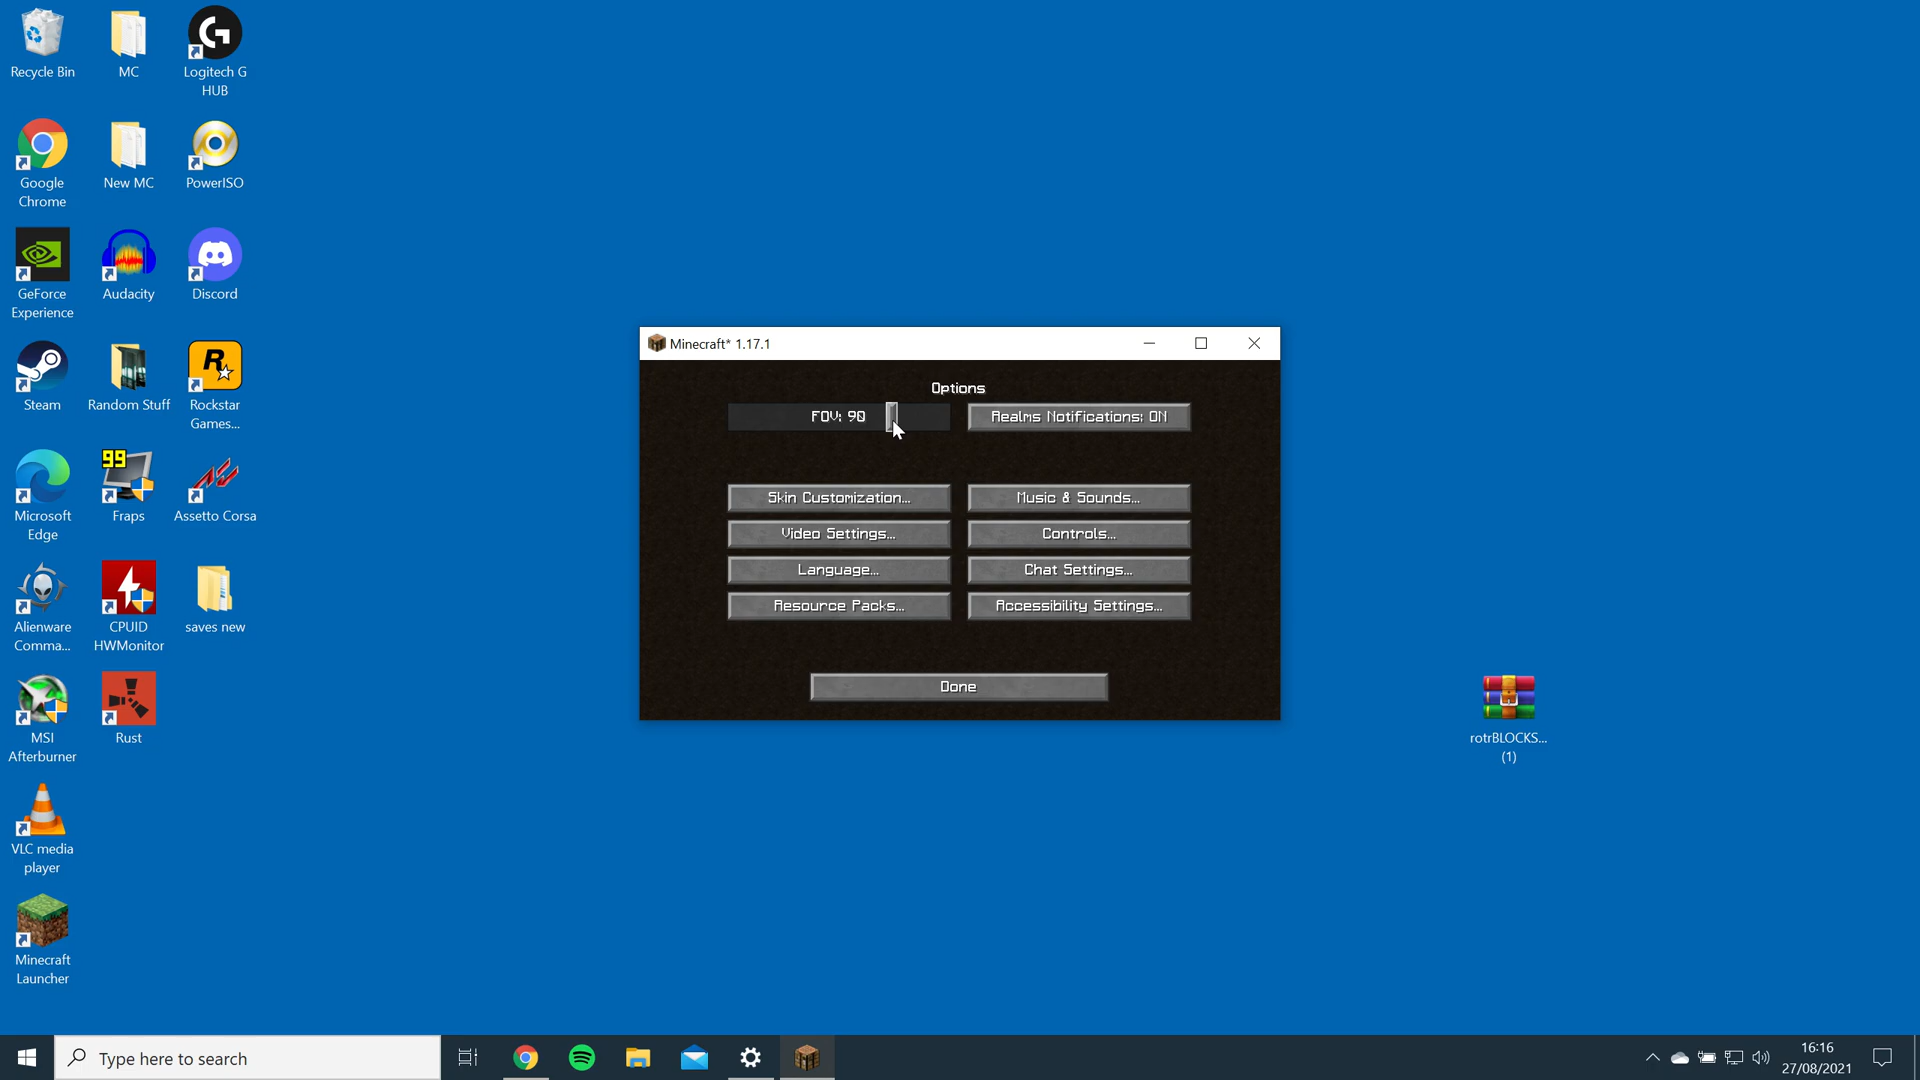 Recycle Bin
MC
Logitech G
HUB
Google
Chrome
New MC
PowerISO
GeForce
Experience
Audacity
Discord
Steam
Random Stuff
Rockstar
Games...
Microsoft
Edge
99
Fraps
Assetto Corsa
Alienware
Comma...
CPUID
HWMonitor
saves new
MSI
Afterburner
Rust
VLC media
player
Minecraft
Launcher
Minecraft* 1.17.1
Options
FOV: 90
Realms Notifications: ON
Skin Customization...
Music & Sounds...
Video Settings...
Controls...
Language...
Chat Settings...
Resource Packs...
Accessibility Settings...
Done
rotrBLOCKS...
(1)
Type here to search
16:16
27/08/2021